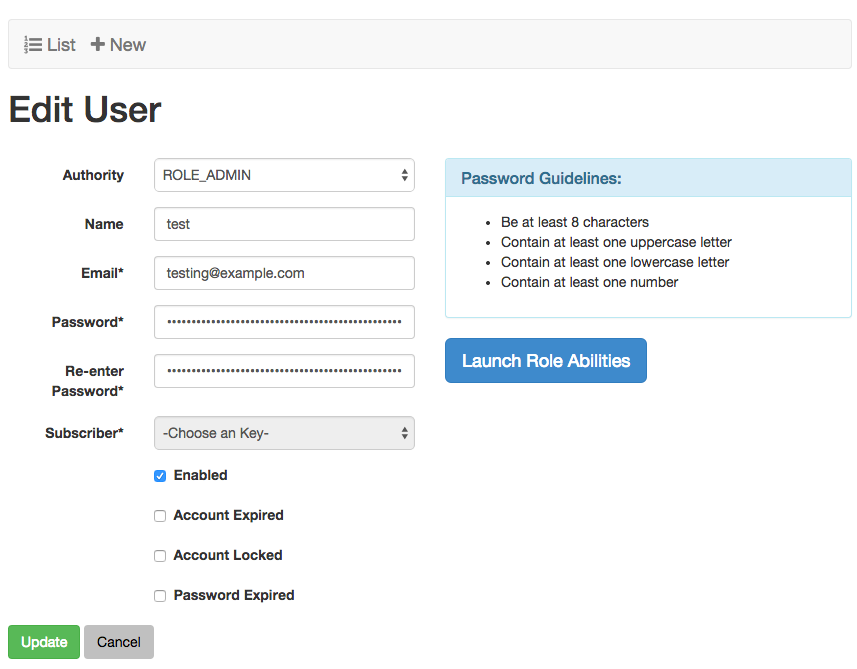 List New
Edit User
Authority ROLE_ADMIN
Name test
Email* testing@example.com
Password* ••••••••••••••••••••••••••••••••••••••••••••••••
Re-enter
Password* ••••••••••••••••••••••••••••••••••••••••••••••••
Subscriber* -Choose an Key-
Enabled
Account Expired
Account Locked
Password Expired
Update Cancel
Password Guidelines:
• Be at least 8 characters
• Contain at least one uppercase letter
• Contain at least one lowercase letter
• Contain at least one number
Launch Role Abilities